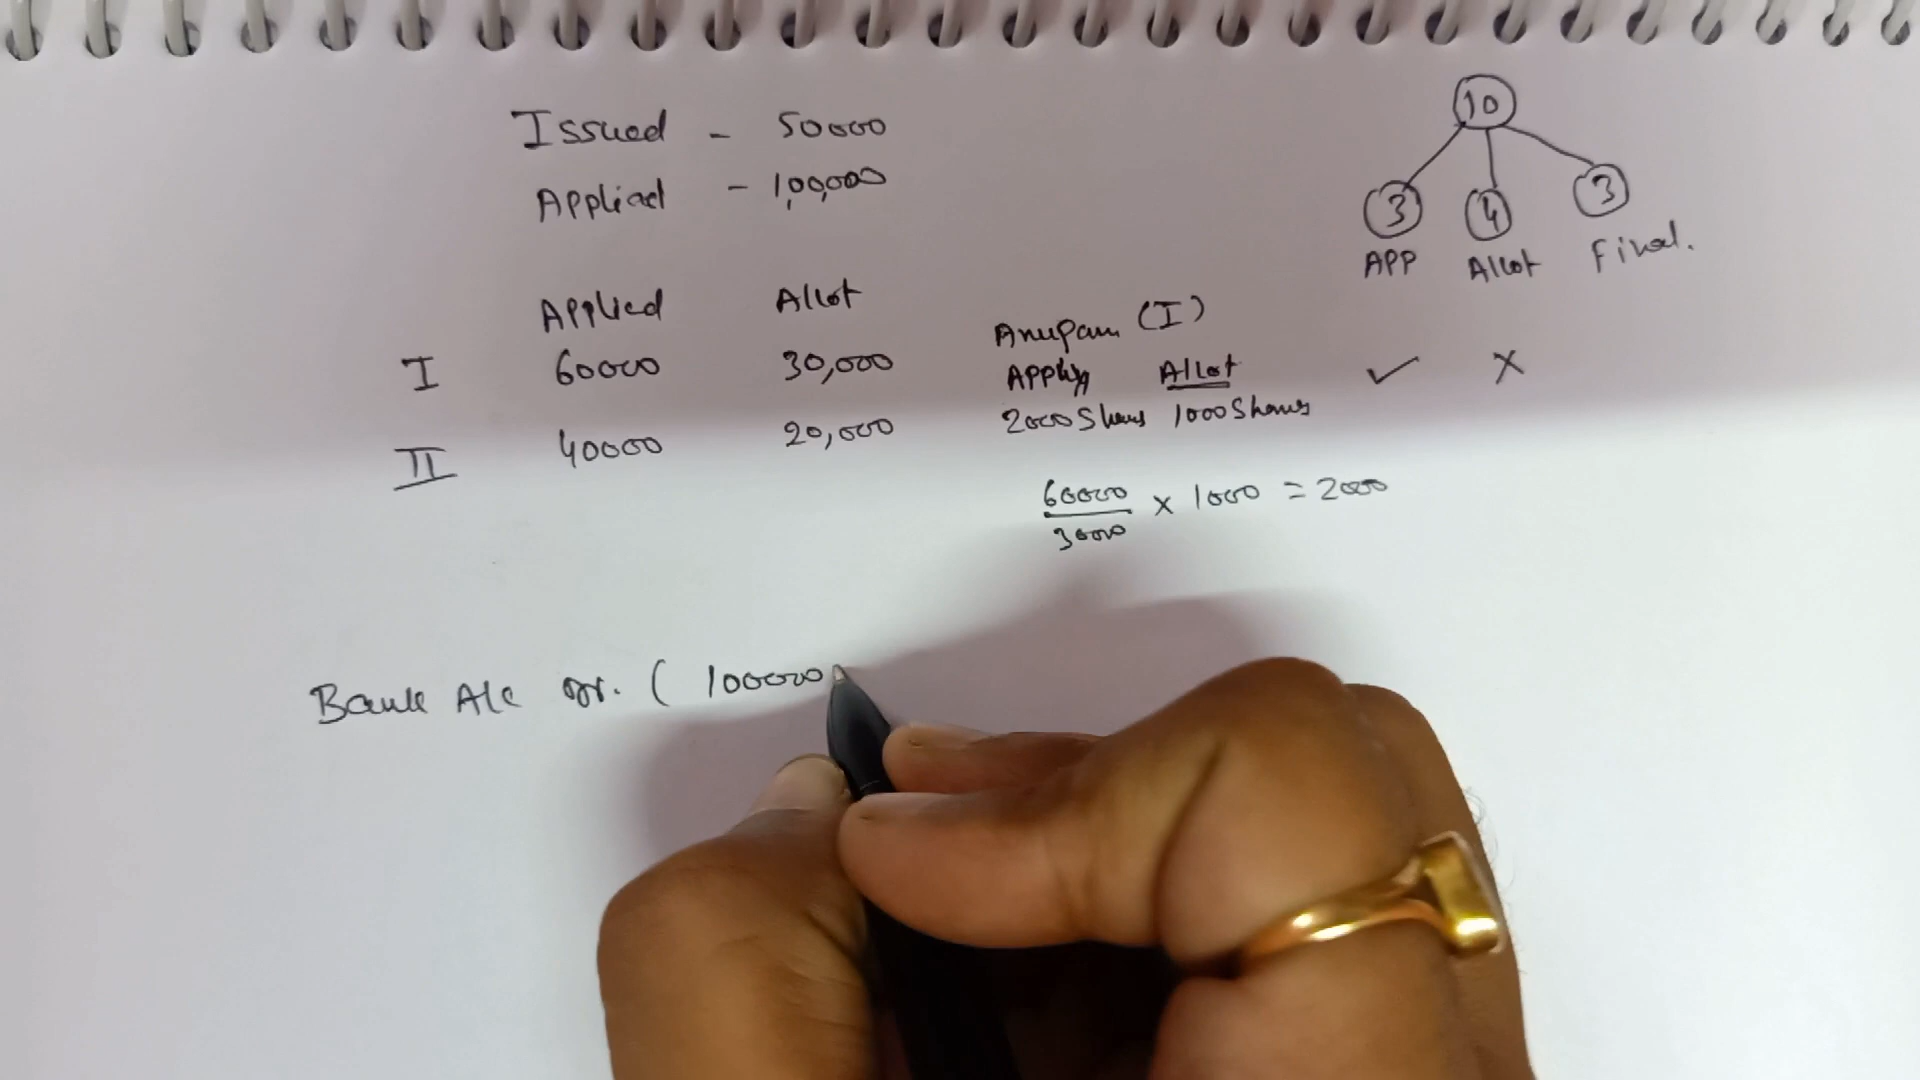 Issued - 50000
Applied - 1,00,000
10
3 4 3
APP Allot Final.
Applied Allot
Anupam (I)
I 60000 30,000
Apply Allot ✓ X
2000 Shares 1000 Shares
II 40000 20,000
60000
30000 × 1000 = 2000
Bank A/c Dr. ( 100000